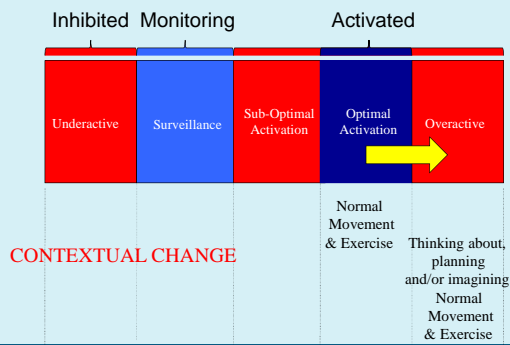 Inhibited Monitoring Activated
Underactive
Surveillance
Sub-Optimal
Activation
Optimal
Activation
Overactive
Normal
Movement
& Exercise
CONTEXTUAL CHANGE
Thinking about,
planning
and/or imagining
Normal
Movement
& Exercise